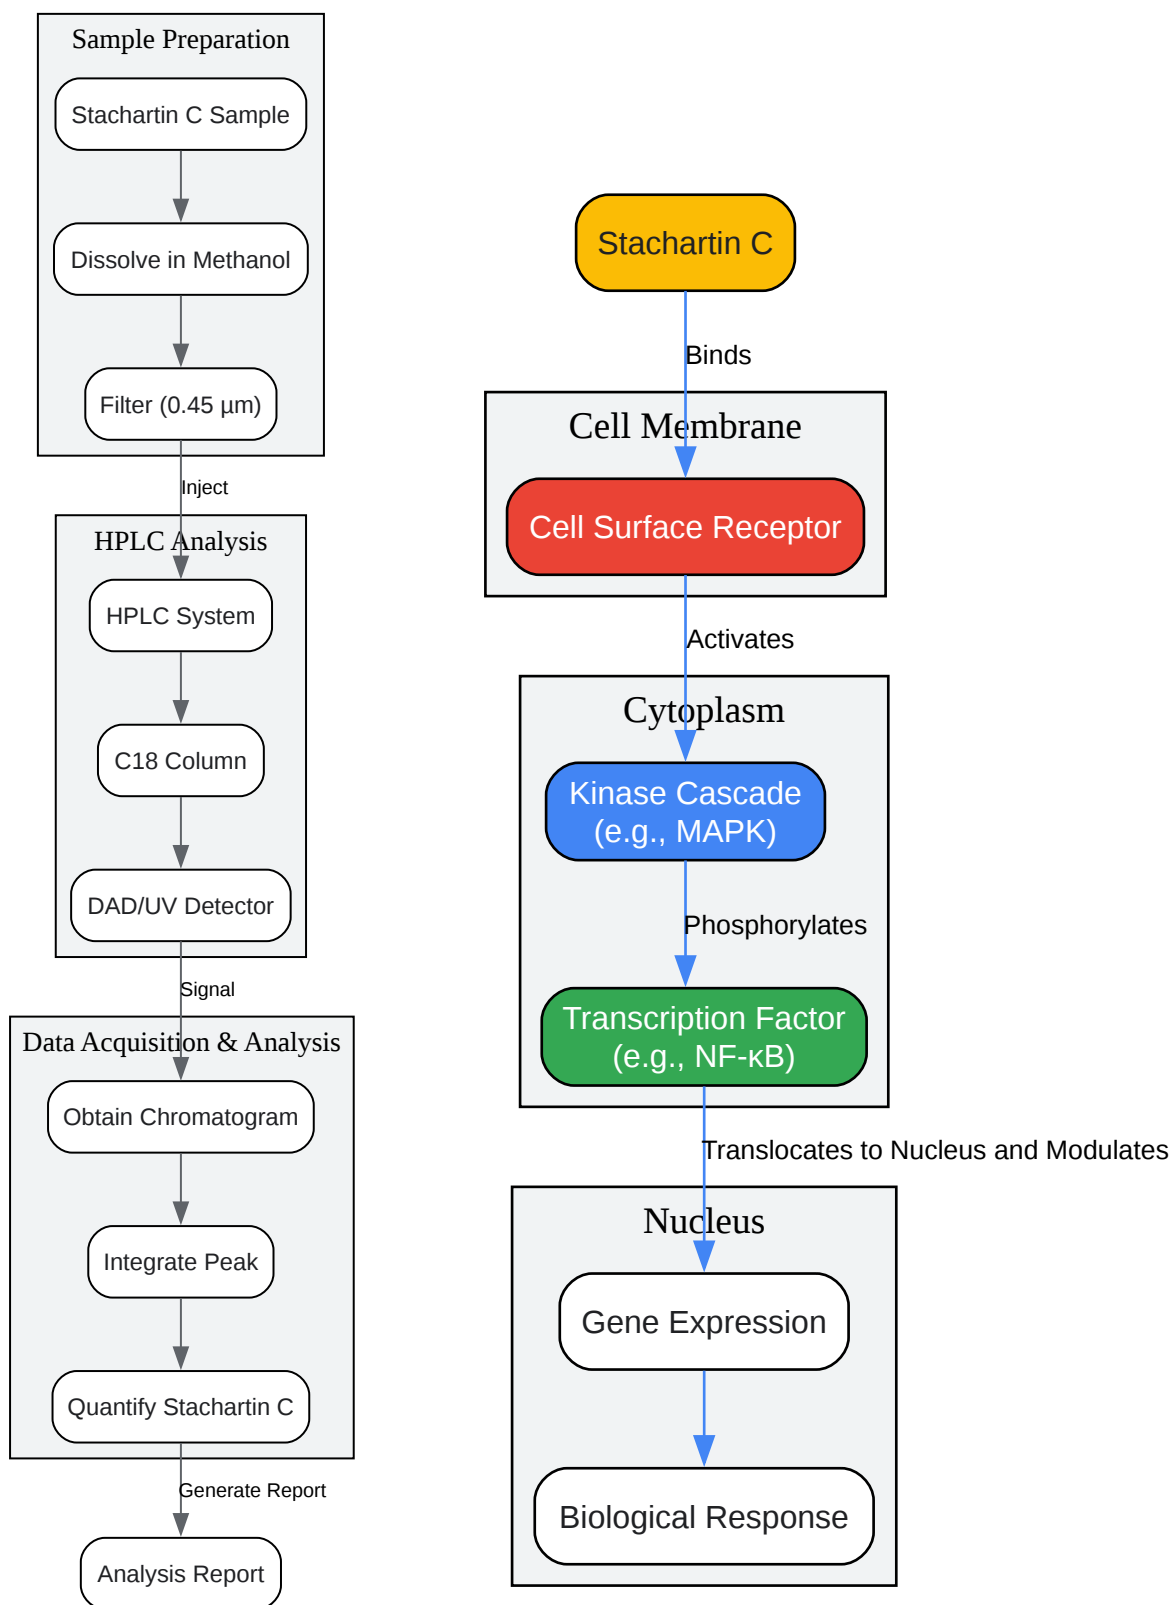 Sample Preparation
Stachartin C Sample
Dissolve in Methanol
Filter (0.45 µm)
Inject
HPLC Analysis
HPLC System
C18 Column
DAD/UV Detector
Signal
Data Acquisition & Analysis
Obtain Chromatogram
Integrate Peak
Quantify Stachartin C
Generate Report
Analysis Report
Stachartin C
Binds
Cell Membrane
Cell Surface Receptor
Activates
Cytoplasm
Kinase Cascade
(e.g., MAPK)
Phosphorylates
Transcription Factor
(e.g., NF-κB)
Translocates to Nucleus and Modulates
Nucleus
Gene Expression
Biological Response